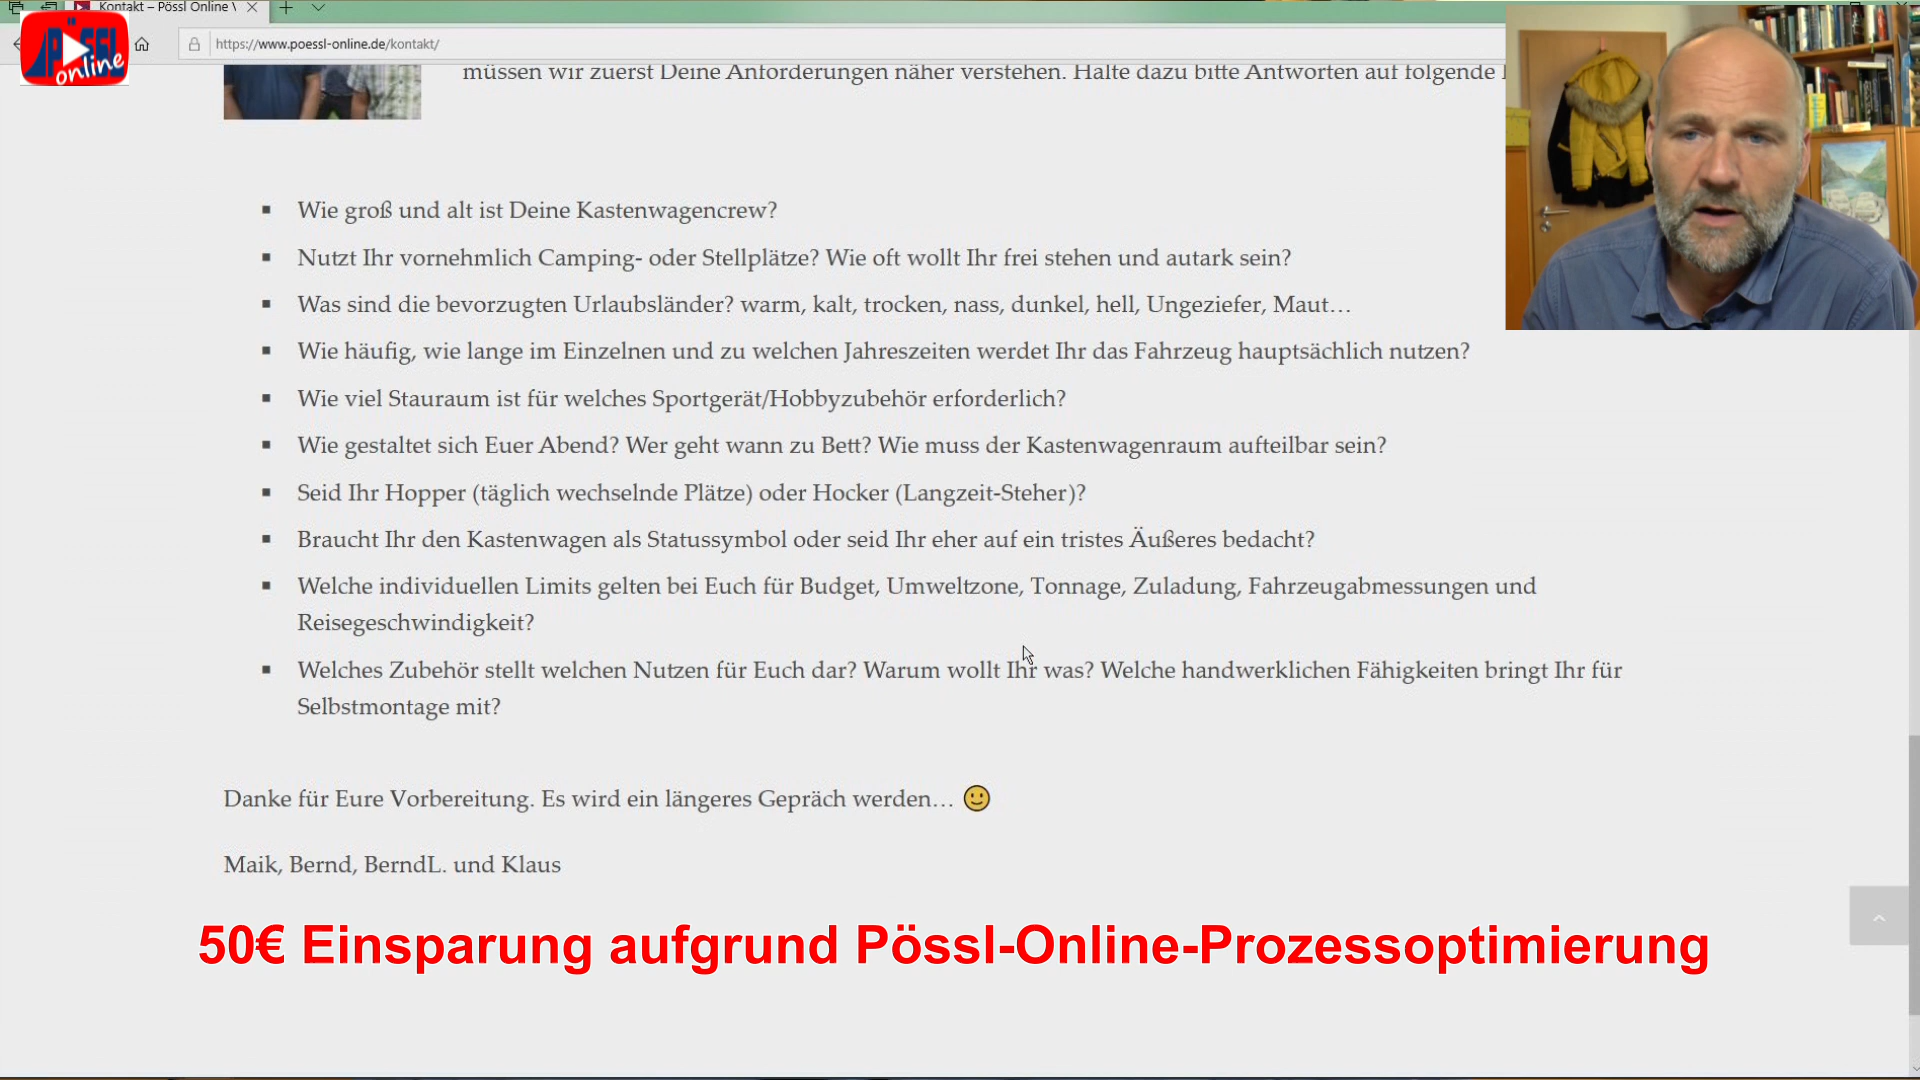 Kontakt – Pössl Online
https://www.poessl-online.de/kontakt/
PÖSSL
online
müssen wir zuerst Deine Anforderungen näher verstehen. Halte dazu bitte Antworten auf folgende
▪ Wie groß und alt ist Deine Kastenwagencrew?
▪ Nutzt Ihr vornehmlich Camping- oder Stellplätze? Wie oft wollt Ihr frei stehen und autark sein?
▪ Was sind die bevorzugten Urlaubsländer? warm, kalt, trocken, nass, dunkel, hell, Ungeziefer, Maut…
▪ Wie häufig, wie lange im Einzelnen und zu welchen Jahreszeiten werdet Ihr das Fahrzeug hauptsächlich nutzen?
▪ Wie viel Stauraum ist für welches Sportgerät/Hobbyzubehör erforderlich?
▪ Wie gestaltet sich Euer Abend? Wer geht wann zu Bett? Wie muss der Kastenwagenraum aufteilbar sein?
▪ Seid Ihr Hopper (täglich wechselnde Plätze) oder Hocker (Langzeit-Steher)?
▪ Braucht Ihr den Kastenwagen als Statussymbol oder seid Ihr eher auf ein tristes Äußeres bedacht?
▪ Welche individuellen Limits gelten bei Euch für Budget, Umweltzone, Tonnage, Zuladung, Fahrzeugabmessungen und
Reisegeschwindigkeit?
▪ Welches Zubehör stellt welchen Nutzen für Euch dar? Warum wollt Ihr was? Welche handwerklichen Fähigkeiten bringt Ihr für
Selbstmontage mit?
Danke für Eure Vorbereitung. Es wird ein längeres Gepräch werden… 🙂
Maik, Bernd, BerndL. und Klaus
50€ Einsparung aufgrund Pössl-Online-Prozessoptimierung